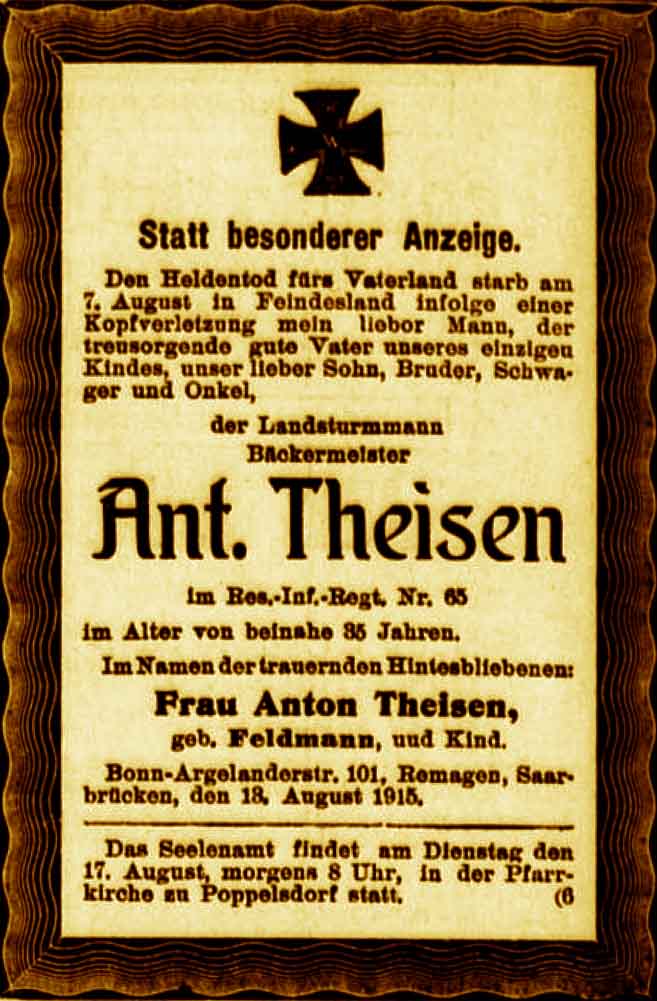 Statt besonderer Anzeige.
Den Heldentod fürs Vaterland starb am
7. August in Feindesland infolge einer
Kopfverletzung mein lieber Mann, der
treusorgende gute Vater unseres einzigen
Kindes, unser lieber Sohn, Bruder, Schwa-
ger und Onkel,
der Landsturmmann
Bäckermeister
Ant. Theisen
im Res.-Inf.-Regt. Nr. 65
im Alter von beinahe 35 Jahren.
Im Namen der trauernden Hintesbliebenen:
Frau Anton Theisen,
geb. Feldmann, und Kind.
Bonn-Argelanderstr. 101, Remagen, Saar-
brücken, den 13. August 1915.
Das Seelenamt findet am Dienstag den
17. August, morgens 8 Uhr, in der Pfarr-
kirche zu Poppelsdorf statt. (6